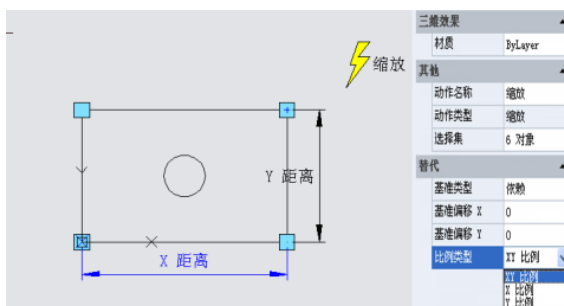 缩放
Y 距离
X 距离
三维效果
材质 ByLayer
其他
动作名称 缩放
动作类型 缩放
选择集 6 对象
替代
基准类型 依赖
基准偏移 X 0
基准偏移 Y 0
比例类型 XY 比例
XY 比例
X 比例
Y 比例